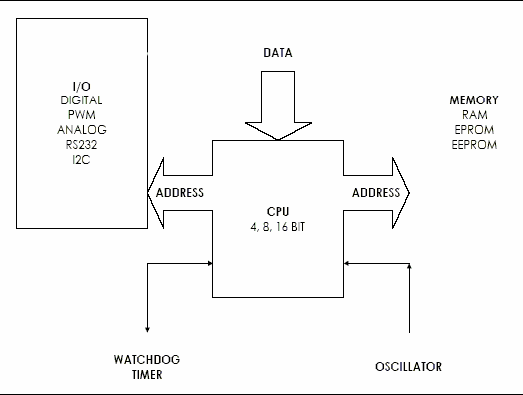 I/O
DIGITAL
PWM
ANALOG
RS232
I2C
DATA
MEMORY
RAM
EPROM
EEPROM
ADDRESS
ADDRESS
CPU
4, 8, 16 BIT
WATCHDOG
TIMER
OSCILLATOR